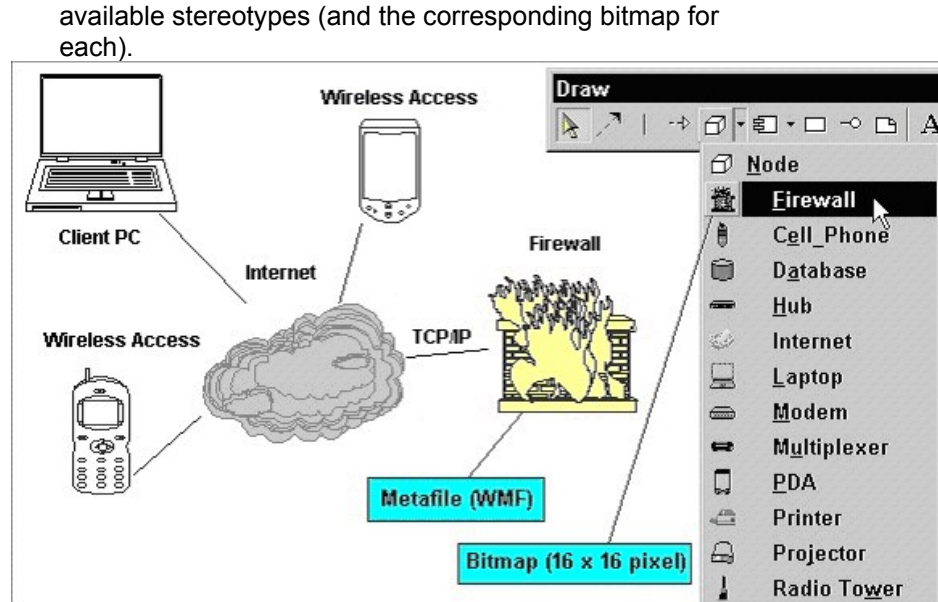 available stereotypes (and the corresponding bitmap for
each).
Wireless Access
Client PC
Internet
Wireless Access
TCP/IP
Firewall
Metafile (WMF)
Bitmap (16 x 16 pixel)
Draw
A
Node
Firewall
Cell_Phone
Database
Hub
Internet
Laptop
Modem
Multiplexer
PDA
Printer
Projector
Radio Tower